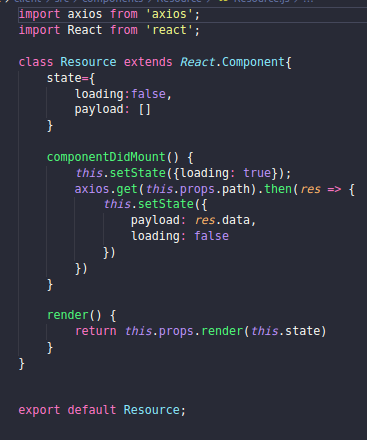 client > src > components > Resource > Resource.js > ...
import axios from 'axios';
import React from 'react';
class Resource extends React.Component{
state={
loading:false,
payload: []
}
componentDidMount() {
this.setState({loading: true});
axios.get(this.props.path).then(res => {
this.setState({
payload: res.data,
loading: false
})
})
}
render() {
return this.props.render(this.state)
}
}
export default Resource;